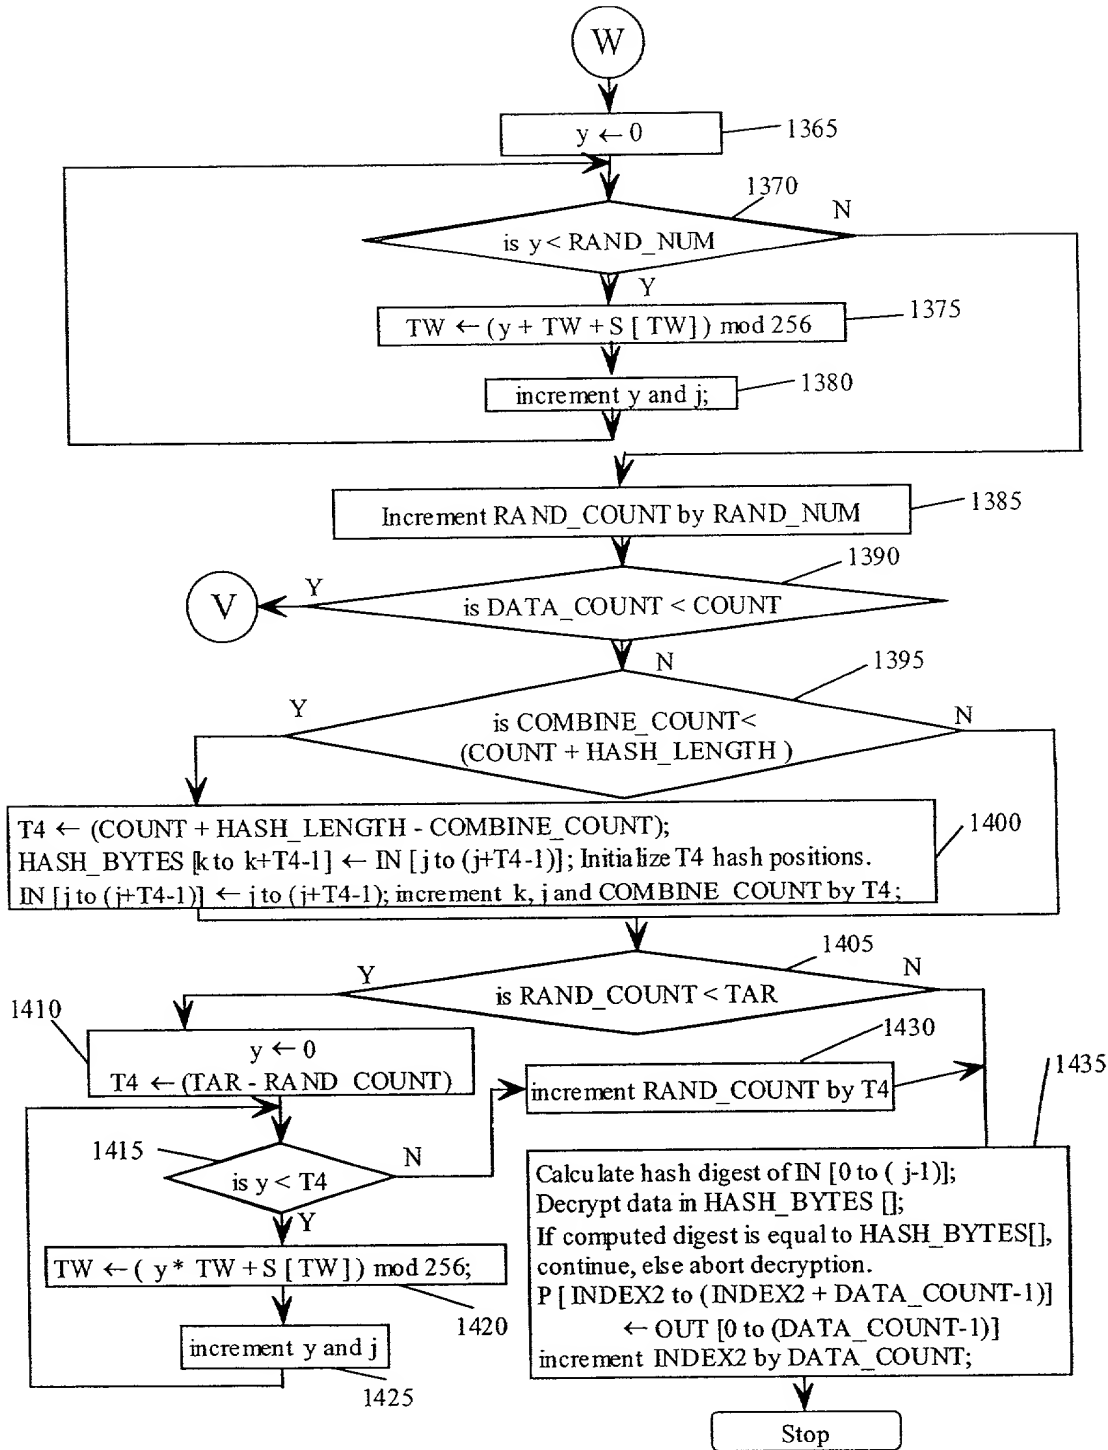 W
y ← 0
1365
1370
N
is y < RAND_NUM
Y
TW ← (y + TW + S [ TW] ) mod 256
1375
increment y and j;
1380
Increment RAND_COUNT by RAND_NUM
1385
1390
Y
V
is DATA_COUNT < COUNT
N
1395
Y
N
is COMBINE_COUNT<
(COUNT + HASH_LENGTH )
1400
T4 ← (COUNT + HASH_LENGTH - COMBINE_COUNT);
HASH_BYTES [k to k+T4-1] ← IN [j to (j+T4-1)]; Initialize T4 hash positions.
IN [j to (j+T4-1)] ← j to (j+T4-1); increment k, j and COMBINE_COUNT by T4;
1405
Y
N
is RAND_COUNT < TAR
1410
y ← 0
T4 ← (TAR - RAND_COUNT)
1430
increment RAND_COUNT by T4
1435
1415
N
is y < T4
Y
TW ← ( y* TW + S [ TW] ) mod 256;
1420
increment y and j
1425
Calculate hash digest of IN [0 to ( j-1)];
Decrypt data in HASH_BYTES [];
If computed digest is equal to HASH_BYTES[],
continue, else abort decryption.
P [ INDEX2 to (INDEX2 + DATA_COUNT-1)]
← OUT [0 to (DATA_COUNT-1)]
increment INDEX2 by DATA_COUNT;
Stop